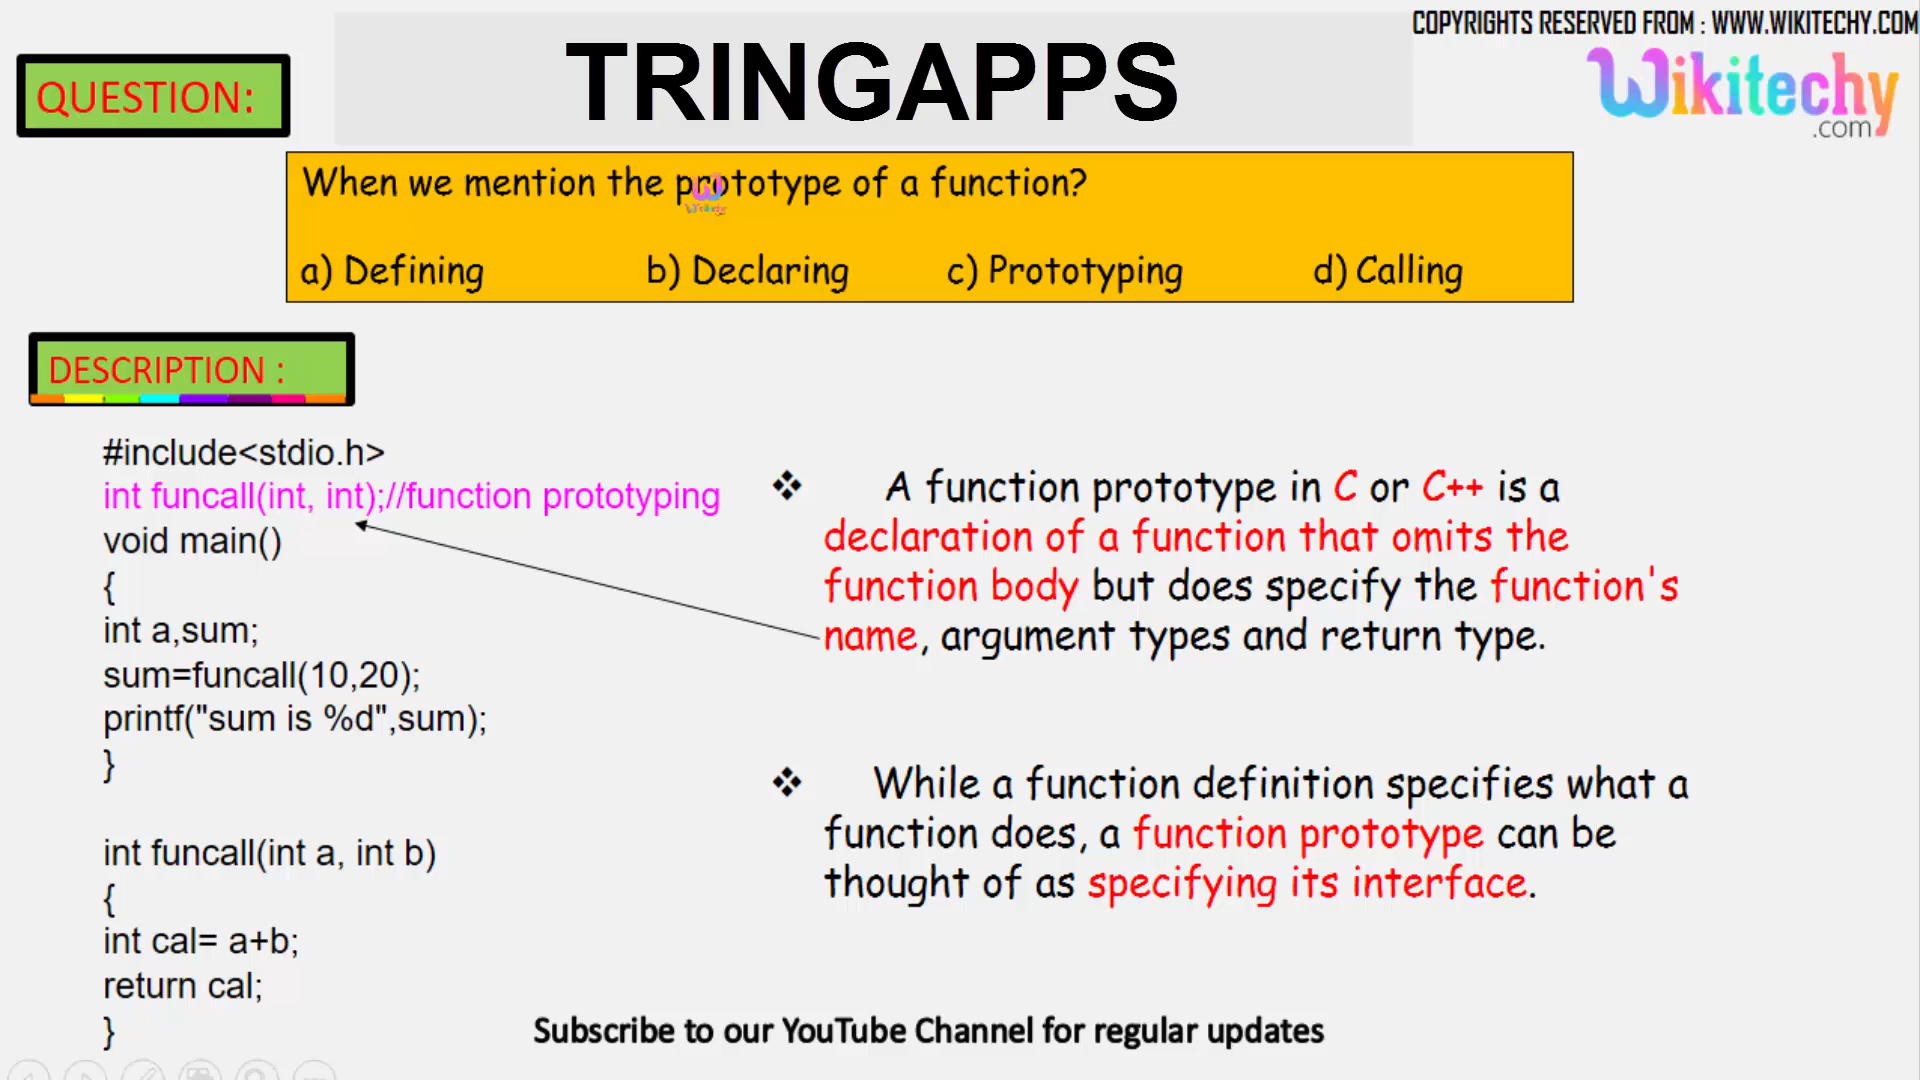 COPYRIGHTS RESERVED FROM : WWW.WIKITECHY.COM
QUESTION:
TRINGAPPS
Wikitechy
.com
When we mention the prototype of a function?
a) Defining b) Declaring c) Prototyping d) Calling
DESCRIPTION :
#include<stdio.h>
int funcall(int, int);//function prototyping
void main()
{
int a,sum;
sum=funcall(10,20);
printf("sum is %d",sum);
}
int funcall(int a, int b)
{
int cal= a+b;
return cal;
}
❖ A function prototype in C or C++ is a
declaration of a function that omits the
function body but does specify the function's
name, argument types and return type.
❖ While a function definition specifies what a
function does, a function prototype can be
thought of as specifying its interface.
Subscribe to our YouTube Channel for regular updates